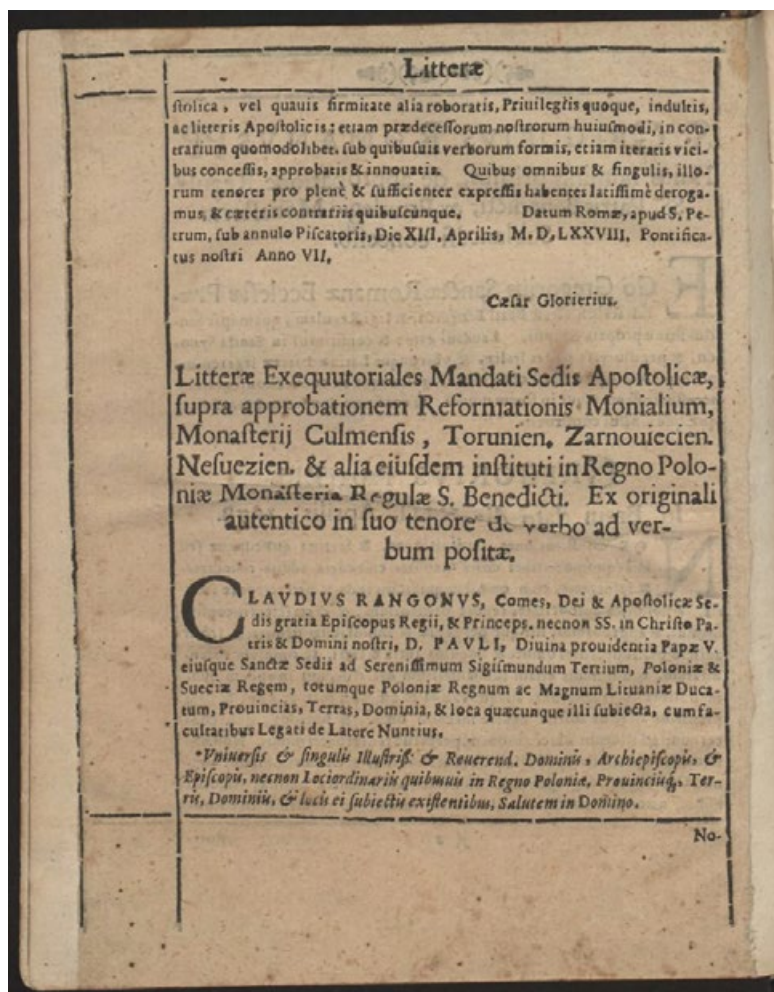 Litteræ
ſtolica, vel quauis firmitate alia roboratis, Priuilegiis quoque, indultis,
ac litteris Apoſtolicis: etiam prædeceſſorum noſtrorum huiuſmodi, in con-
trarium quomodolibet. ſub quibuſuis verborum formis, etiam iteratis vici-
bus conceſſis, approbatis & innouatis. Quibus omnibus & ſingulis, illo-
rum tenores pro plenè & ſufficienter expreſſis habentes latiſſimè deroga-
mus, & cæteris contrariis quibuſcunque. Datum Romæ, apud S. Pe-
trum, ſub annulo Piſcatoris, Die XIII. Aprilis, M. D. LXXVIII. Pontifica-
tus noſtri Anno VII.
Cæſar Glorierius.
Litteræ Exequutoriales Mandati Sedis Apoſtolicæ,
ſupra approbationem Reformationis Monialium,
Monaſterij Culmenſis, Torunien. Zarnouiecien.
Neſuezien. & alia eiuſdem inſtituti in Regno Polo-
niæ Monaſteria Regulæ S. Benedicti. Ex originali
autentico in ſuo tenore de verbo ad ver-
bum poſitæ.
CLAVDIVS RANGONVS, Comes, Dei & Apoſtolicæ Se-
dis gratia Epiſcopus Regii, & Princeps. necnon SS. in Chriſto Pa-
tris & Domini noſtri, D. PAVLI, Diuina prouidentia Papæ V.
eiuſque Sanctæ Sedis ad Sereniſſimum Sigiſmundum Tertium, Poloniæ &
Sueciæ Regem, totumque Poloniæ Regnum ac Magnum Lituaniæ Duca-
tum, Prouincias, Terras, Dominia, & loca quæcunque illi ſubiecta, cum fa-
cultatibus Legati de Latere Nuntius.
Vniuerſis & ſingulis Illuſtriſſ. & Reuerend. Dominis, Archiepiſcopis, &
Epiſcopis, necnon Lociordinariis quibuſuis in Regno Poloniæ, Prouinciisq;, Ter-
ris, Dominiis, & locis ei ſubiectis exiſtentibus, Salutem in Domino.
No-